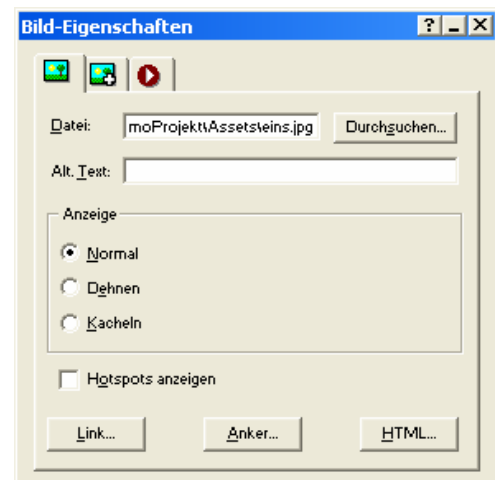 Bild-Eigenschaften
Datei: moProjekt\Assets\eins.jpg Durchsuchen...
Alt. Text:
Anzeige
Normal
Dehnen
Kacheln
Hotspots anzeigen
Link... Anker... HTML...